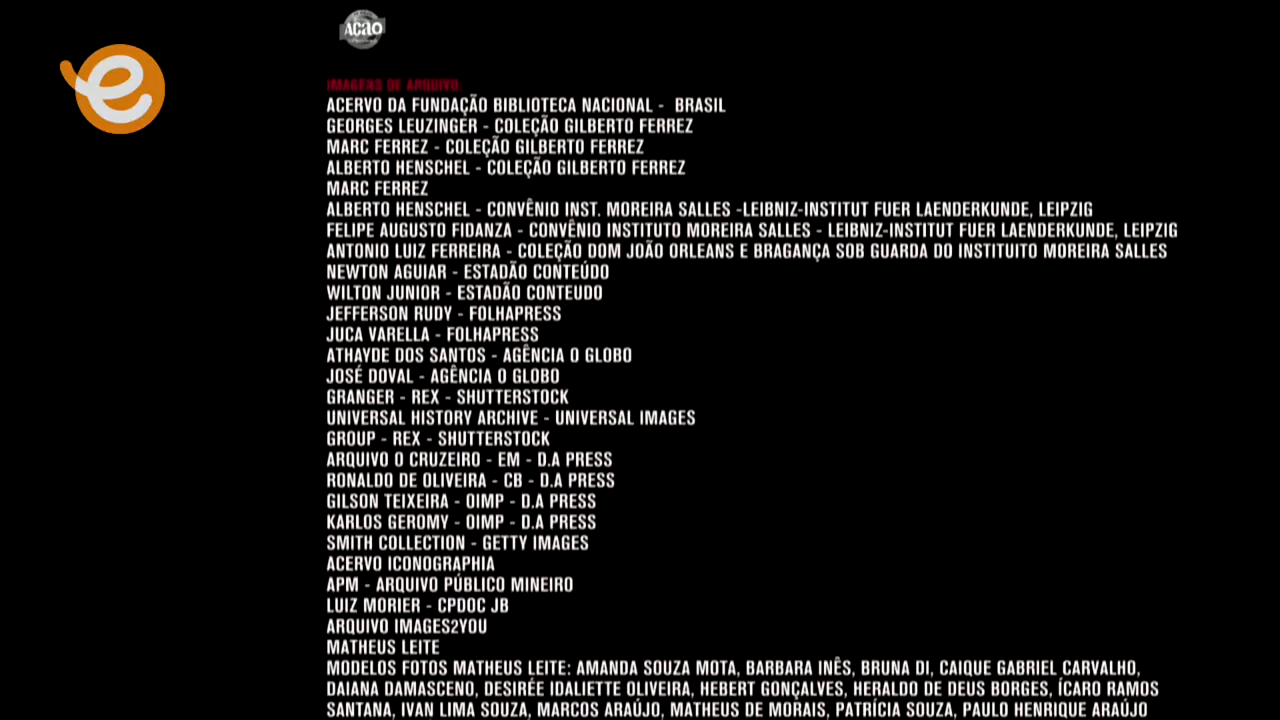 ACAO
e
IMAGENS DE ARQUIVO
ACERVO DA FUNDAÇÃO BIBLIOTECA NACIONAL - BRASIL
GEORGES LEUZINGER - COLEÇÃO GILBERTO FERREZ
MARC FERREZ - COLEÇÃO GILBERTO FERREZ
ALBERTO HENSCHEL - COLEÇÃO GILBERTO FERREZ
MARC FERREZ
ALBERTO HENSCHEL - CONVÊNIO INST. MOREIRA SALLES -LEIBNIZ-INSTITUT FUER LAENDERKUNDE, LEIPZIG
FELIPE AUGUSTO FIDANZA - CONVÊNIO INSTITUTO MOREIRA SALLES - LEIBNIZ-INSTITUT FUER LAENDERKUNDE, LEIPZIG
ANTONIO LUIZ FERREIRA - COLEÇÃO DOM JOÃO ORLEANS E BRAGANÇA SOB GUARDA DO INSTITUITO MOREIRA SALLES
NEWTON AGUIAR - ESTADÃO CONTEÚDO
WILTON JUNIOR - ESTADÃO CONTEUDO
JEFFERSON RUDY - FOLHAPRESS
JUCA VARELLA - FOLHAPRESS
ATHAYDE DOS SANTOS - AGÊNCIA O GLOBO
JOSÉ DOVAL - AGÊNCIA O GLOBO
GRANGER - REX - SHUTTERSTOCK
UNIVERSAL HISTORY ARCHIVE - UNIVERSAL IMAGES
GROUP - REX - SHUTTERSTOCK
ARQUIVO O CRUZEIRO - EM - D.A PRESS
RONALDO DE OLIVEIRA - CB - D.A PRESS
GILSON TEIXEIRA - OIMP - D.A PRESS
KARLOS GEROMY - OIMP - D.A PRESS
SMITH COLLECTION - GETTY IMAGES
ACERVO ICONOGRAPHIA
APM - ARQUIVO PÚBLICO MINEIRO
LUIZ MORIER - CPDOC JB
ARQUIVO IMAGES2YOU
MATHEUS LEITE
MODELOS FOTOS MATHEUS LEITE: AMANDA SOUZA MOTA, BARBARA INÊS, BRUNA DI, CAIQUE GABRIEL CARVALHO,
DAIANA DAMASCENO, DESIRÉE IDALIETTE OLIVEIRA, HEBERT GONÇALVES, HERALDO DE DEUS BORGES, ÍCARO RAMOS
SANTANA, IVAN LIMA SOUZA, MARCOS ARAÚJO, MATHEUS DE MORAIS, PATRÍCIA SOUZA, PAULO HENRIQUE ARAÚJO